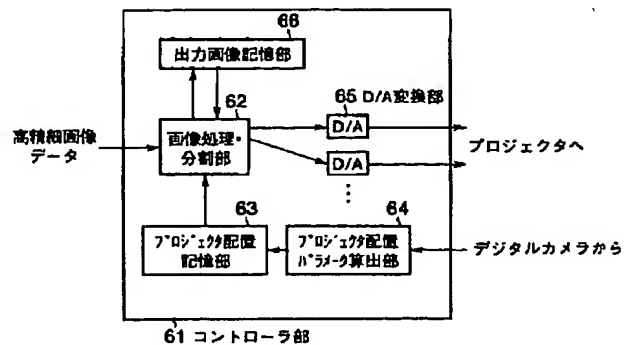 66
出力画像記憶部
62
65 D/A変換部
高精細画像
データ
画像処理・
分割部
D/A
プロジェクタへ
D/A
63
64
プロジェクタ配置
記憶部
プロジェクタ配置
パラメータ算出部
デジタルカメラから
61 コントローラ部